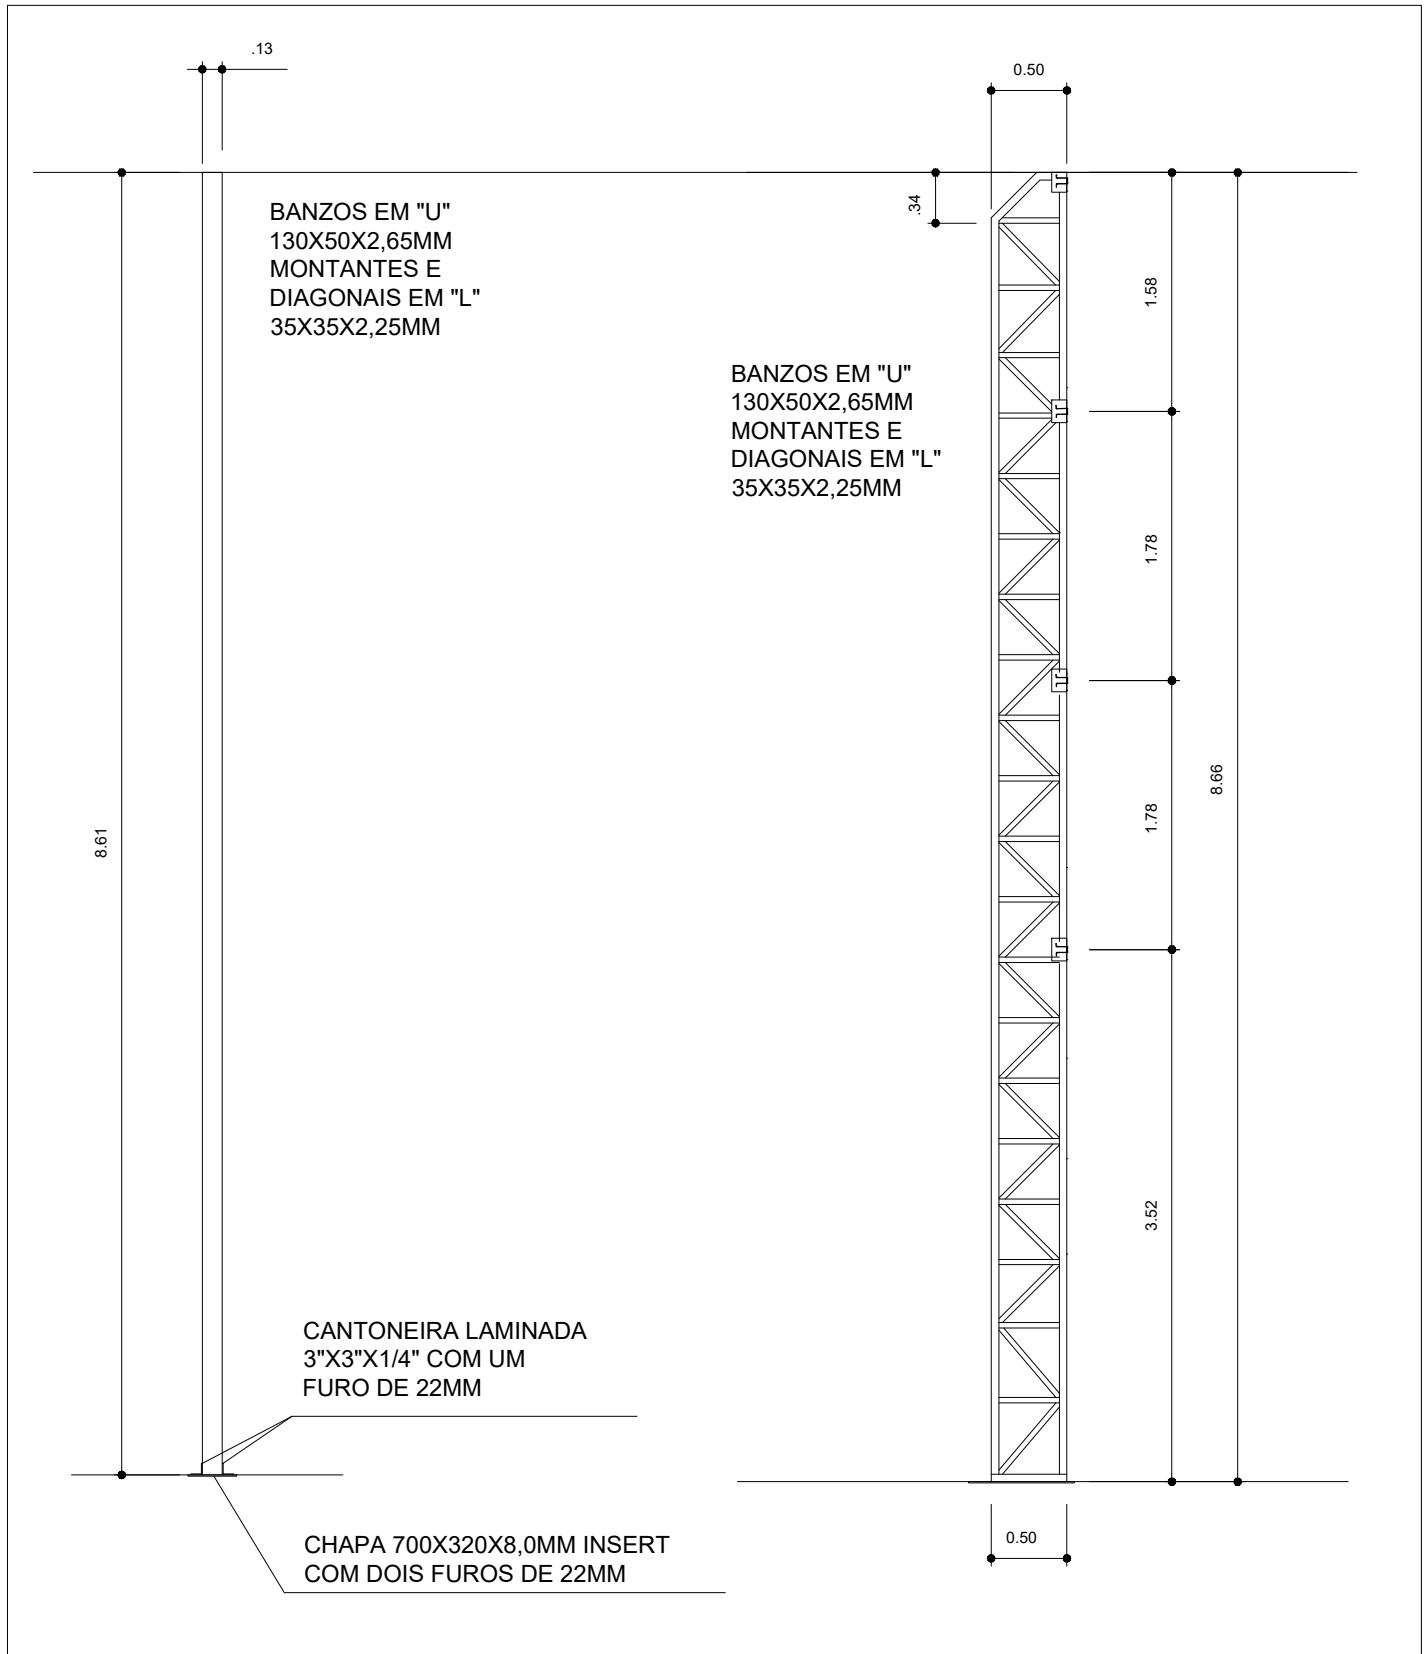 .13
0.50
.34
BANZOS EM "U"
130X50X2,65MM
MONTANTES E
DIAGONAIS EM "L"
35X35X2,25MM
1.58
BANZOS EM "U"
130X50X2,65MM
MONTANTES E
DIAGONAIS EM "L"
35X35X2,25MM
1.78
8.66
1.78
8.61
3.52
CANTONEIRA LAMINADA
3"X3"X1/4" COM UM
FURO DE 22MM
CHAPA 700X320X8,0MM INSERT
COM DOIS FUROS DE 22MM
0.50